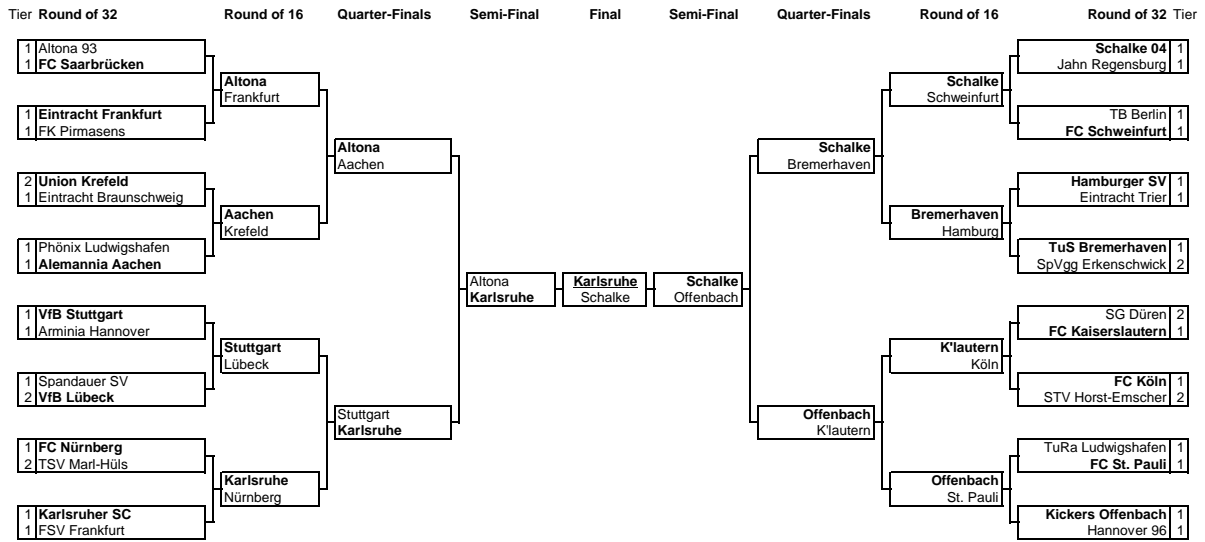 Tier Round of 32 Round of 16 Quarter-Finals Semi-Final Final Semi-Final Quarter-Finals Round of 16 Round of 32 Tier
1 Altona 93
1 FC Saarbrücken
Altona
Frankfurt
1 Eintracht Frankfurt
1 FK Pirmasens
Altona
Aachen
2 Union Krefeld
1 Eintracht Braunschweig
Aachen
Krefeld
1 Phönix Ludwigshafen
1 Alemannia Aachen
Altona
Karlsruhe
1 VfB Stuttgart
1 Arminia Hannover
Stuttgart
Lübeck
1 Spandauer SV
2 VfB Lübeck
Stuttgart
Karlsruhe
1 FC Nürnberg
2 TSV Marl-Hüls
Karlsruhe
Nürnberg
1 Karlsruher SC
1 FSV Frankfurt
Karlsruhe
Schalke
Schalke
Offenbach
Schalke
Bremerhaven
Offenbach
K'lautern
Schalke
Schweinfurt
Bremerhaven
Hamburg
K'lautern
Köln
Offenbach
St. Pauli
Schalke 04 1
Jahn Regensburg 1
TB Berlin 1
FC Schweinfurt 1
Hamburger SV 1
Eintracht Trier 1
TuS Bremerhaven 1
SpVgg Erkenschwick 2
SG Düren 2
FC Kaiserslautern 1
FC Köln 1
STV Horst-Emscher 2
TuRa Ludwigshafen 1
FC St. Pauli 1
Kickers Offenbach 1
Hannover 96 1